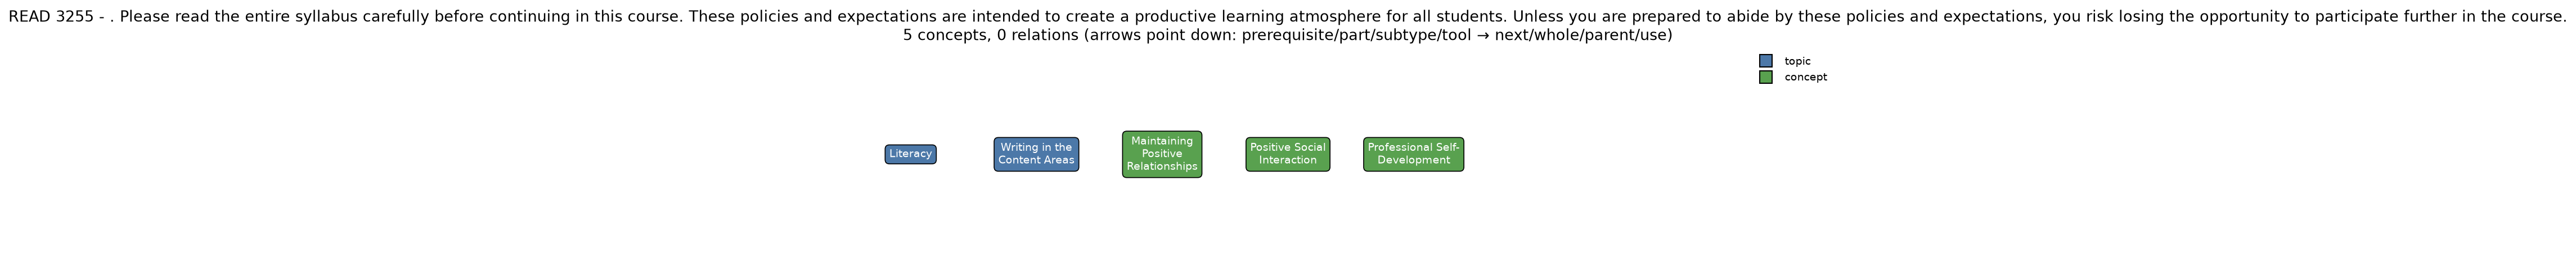 READ 3255 - . Please read the entire syllabus carefully before continuing in this course. These policies and expectations are intended to create a productive learning atmosphere for all students. Unless you are prepared to abide by these policies and expectations, you risk losing the opportunity to participate further in the course.
5 concepts, 0 relations (arrows point down: prerequisite/part/subtype/tool → next/whole/parent/use)
topic
concept
Literacy
Writing in the
Content Areas
Maintaining
Positive
Relationships
Positive Social
Interaction
Professional Self-
Development